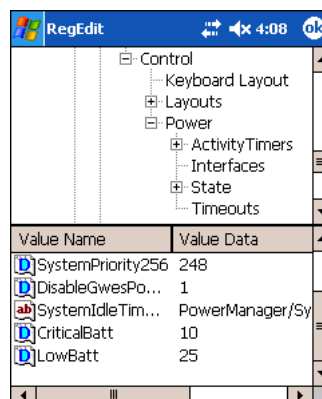 RegEdit 4:08 ok
Control
Keyboard Layout
Layouts
Power
ActivityTimers
Interfaces
State
Timeouts
Value Name Value Data
SystemPriority256 248
DisableGwesPo... 1
ab SystemIdleTim... PowerManager/Sy
CriticalBatt 10
LowBatt 25